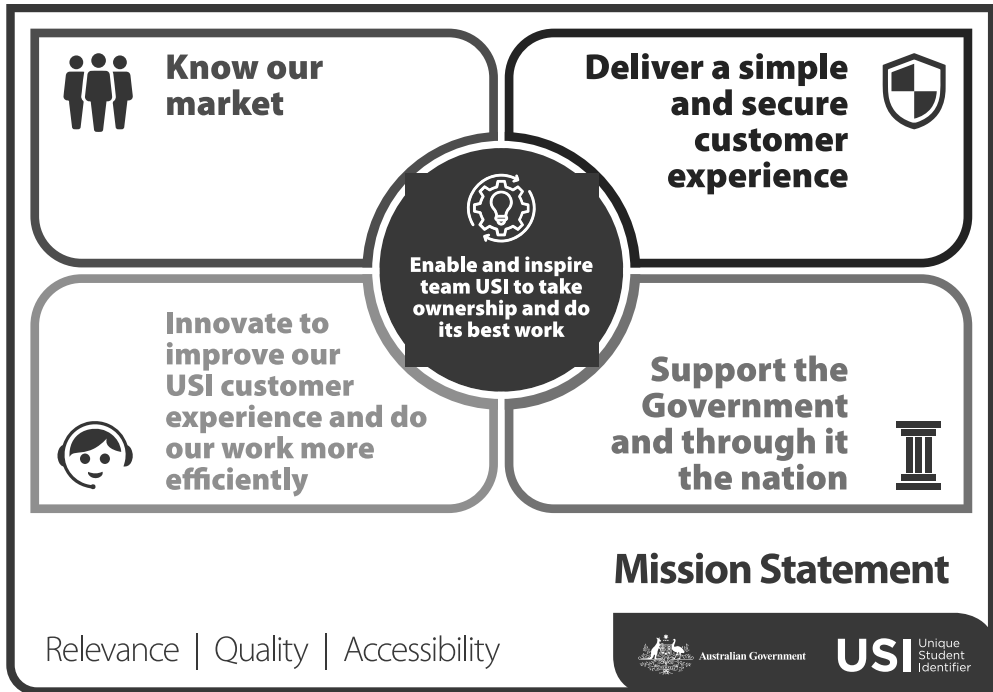 Know our
market
Deliver a simple
and secure
customer
experience
Enable and inspire
team USI to take
ownership and do
its best work
Innovate to
improve our
USI customer
experience and do
our work more
efficiently
Support the
Government
and through it
the nation
Mission Statement
Relevance | Quality | Accessibility
Australian Government
USI
Unique
Student
Identifier